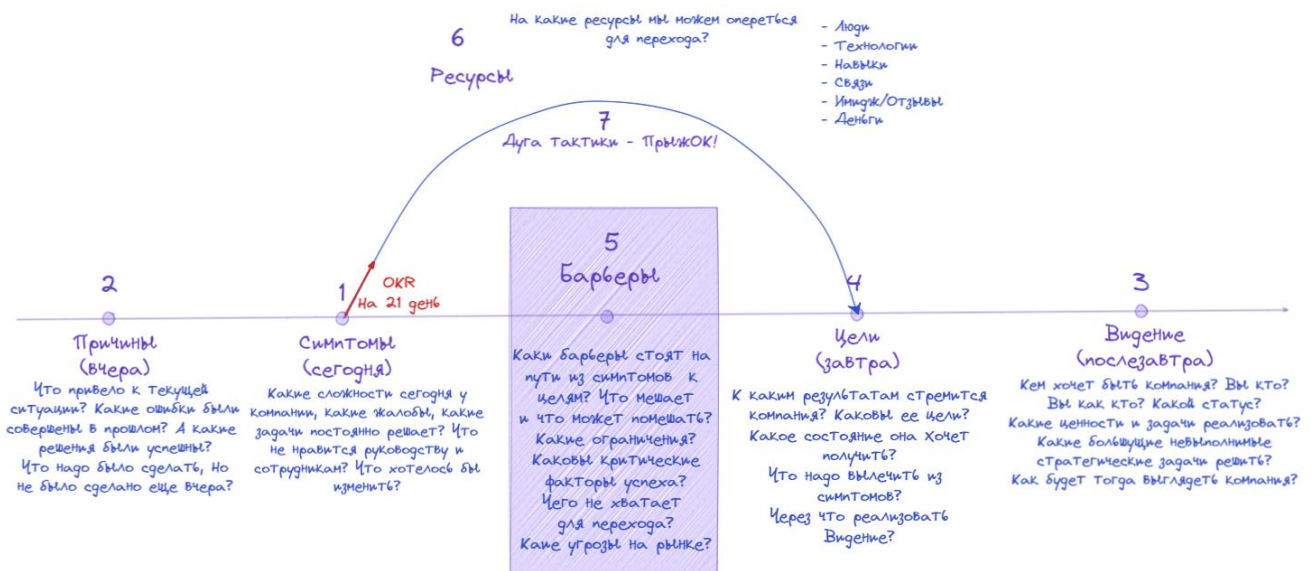 6
Ресурсы
На какие ресурсы мы можем опереться
для перехода?
- Люди
- Технологии
- Навыки
- Связи
- Имидж/Отзывы
- Деньги
7
Дуга тактики - ПрыжОК!
2
Причины
(вчера)
Что привело к текущей
ситуации? Какие ошибки были
совершены в прошлом? А какие
решения были успешны?
Что надо было сделать, но
не было сделано еще вчера?
1
OKR
На 21 день
Симптомы
(сегодня)
Какие сложности сегодня у
компании, какие жалобы, какие
задачи постоянно решает? Что
не нравится руководству и
сотрудникам? Что хотелось бы
изменить?
5
Барьеры
Каки барьеры стоят на
пути из симптомов к
целям? Что мешает
и что может помешать?
Какие ограничения?
Каковы критические
факторы успеха?
Чего не хватает
для перехода?
Какие угрозы на рынке?
4
Цели
(завтра)
К каким результатам стремится
компания? Каковы ее цели?
Какое состояние она хочет
получить?
Что надо вылечить из
симптомов?
Через что реализовать
Видение?
3
Видение
(послезавтра)
Кем хочет быть компания? Вы кто?
Вы как кто? Какой статус?
Какие ценности и задачи реализовать?
Какие большущие невыполнимые
стратегические задачи решить?
Как будет тогда выглядеть компания?